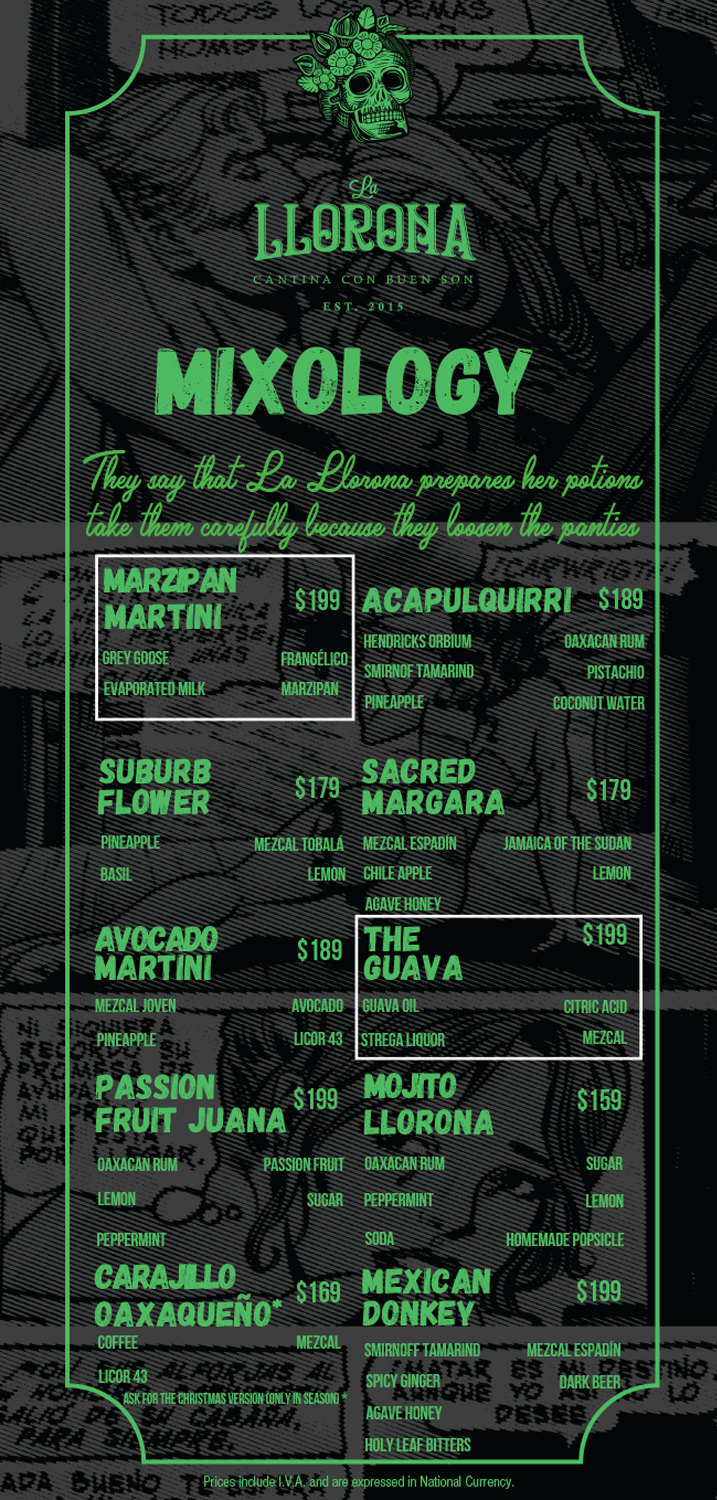 TODOS LOS DEMAS
La
LLORONA
CANTINA CON BUEN SON
EST. 2015
MIXOLOGY
They say that La Llorona prepares her potions
take them carefully because they loosen the panties
MARZIPAN
MARTINI
$199
GREY GOOSE FRANGÉLICO
EVAPORATED MILK MARZIPAN
ACAPULQUIRRI $189
HENDRICKS ORBIUM OAXACAN RUM
SMIRNOF TAMARIND PISTACHIO
PINEAPPLE COCONUT WATER
SUBURB
FLOWER
$179
PINEAPPLE MEZCAL TOBALÁ
BASIL LEMON
SACRED
MARGARA
$179
MEZCAL ESPADÍN JAMAICA OF THE SUDAN
CHILE APPLE LEMON
AGAVE HONEY
AVOCADO
MARTINI
$189
MEZCAL JOVEN AVOCADO
PINEAPPLE LICOR 43
THE
GUAVA
$199
GUAVA OIL CITRIC ACID
STREGA LIQUOR MEZCAL
PASSION
FRUIT JUANA
$199
OAXACAN RUM PASSION FRUIT
LEMON SUGAR
PEPPERMINT
MOJITO
LLORONA
$159
OAXACAN RUM SUGAR
PEPPERMINT LEMON
SODA HOMEMADE POPSICLE
CARAJILLO
OAXAQUEÑO*
$169
COFFEE MEZCAL
LICOR 43
ASK FOR THE CHRISTMAS VERSION (ONLY IN SEASON) *
MEXICAN
DONKEY
$199
SMIRNOFF TAMARIND MEZCAL ESPADÍN
SPICY GINGER DARK BEER
AGAVE HONEY
HOLY LEAF BITTERS
Prices include I.V.A. and are expressed in National Currency.